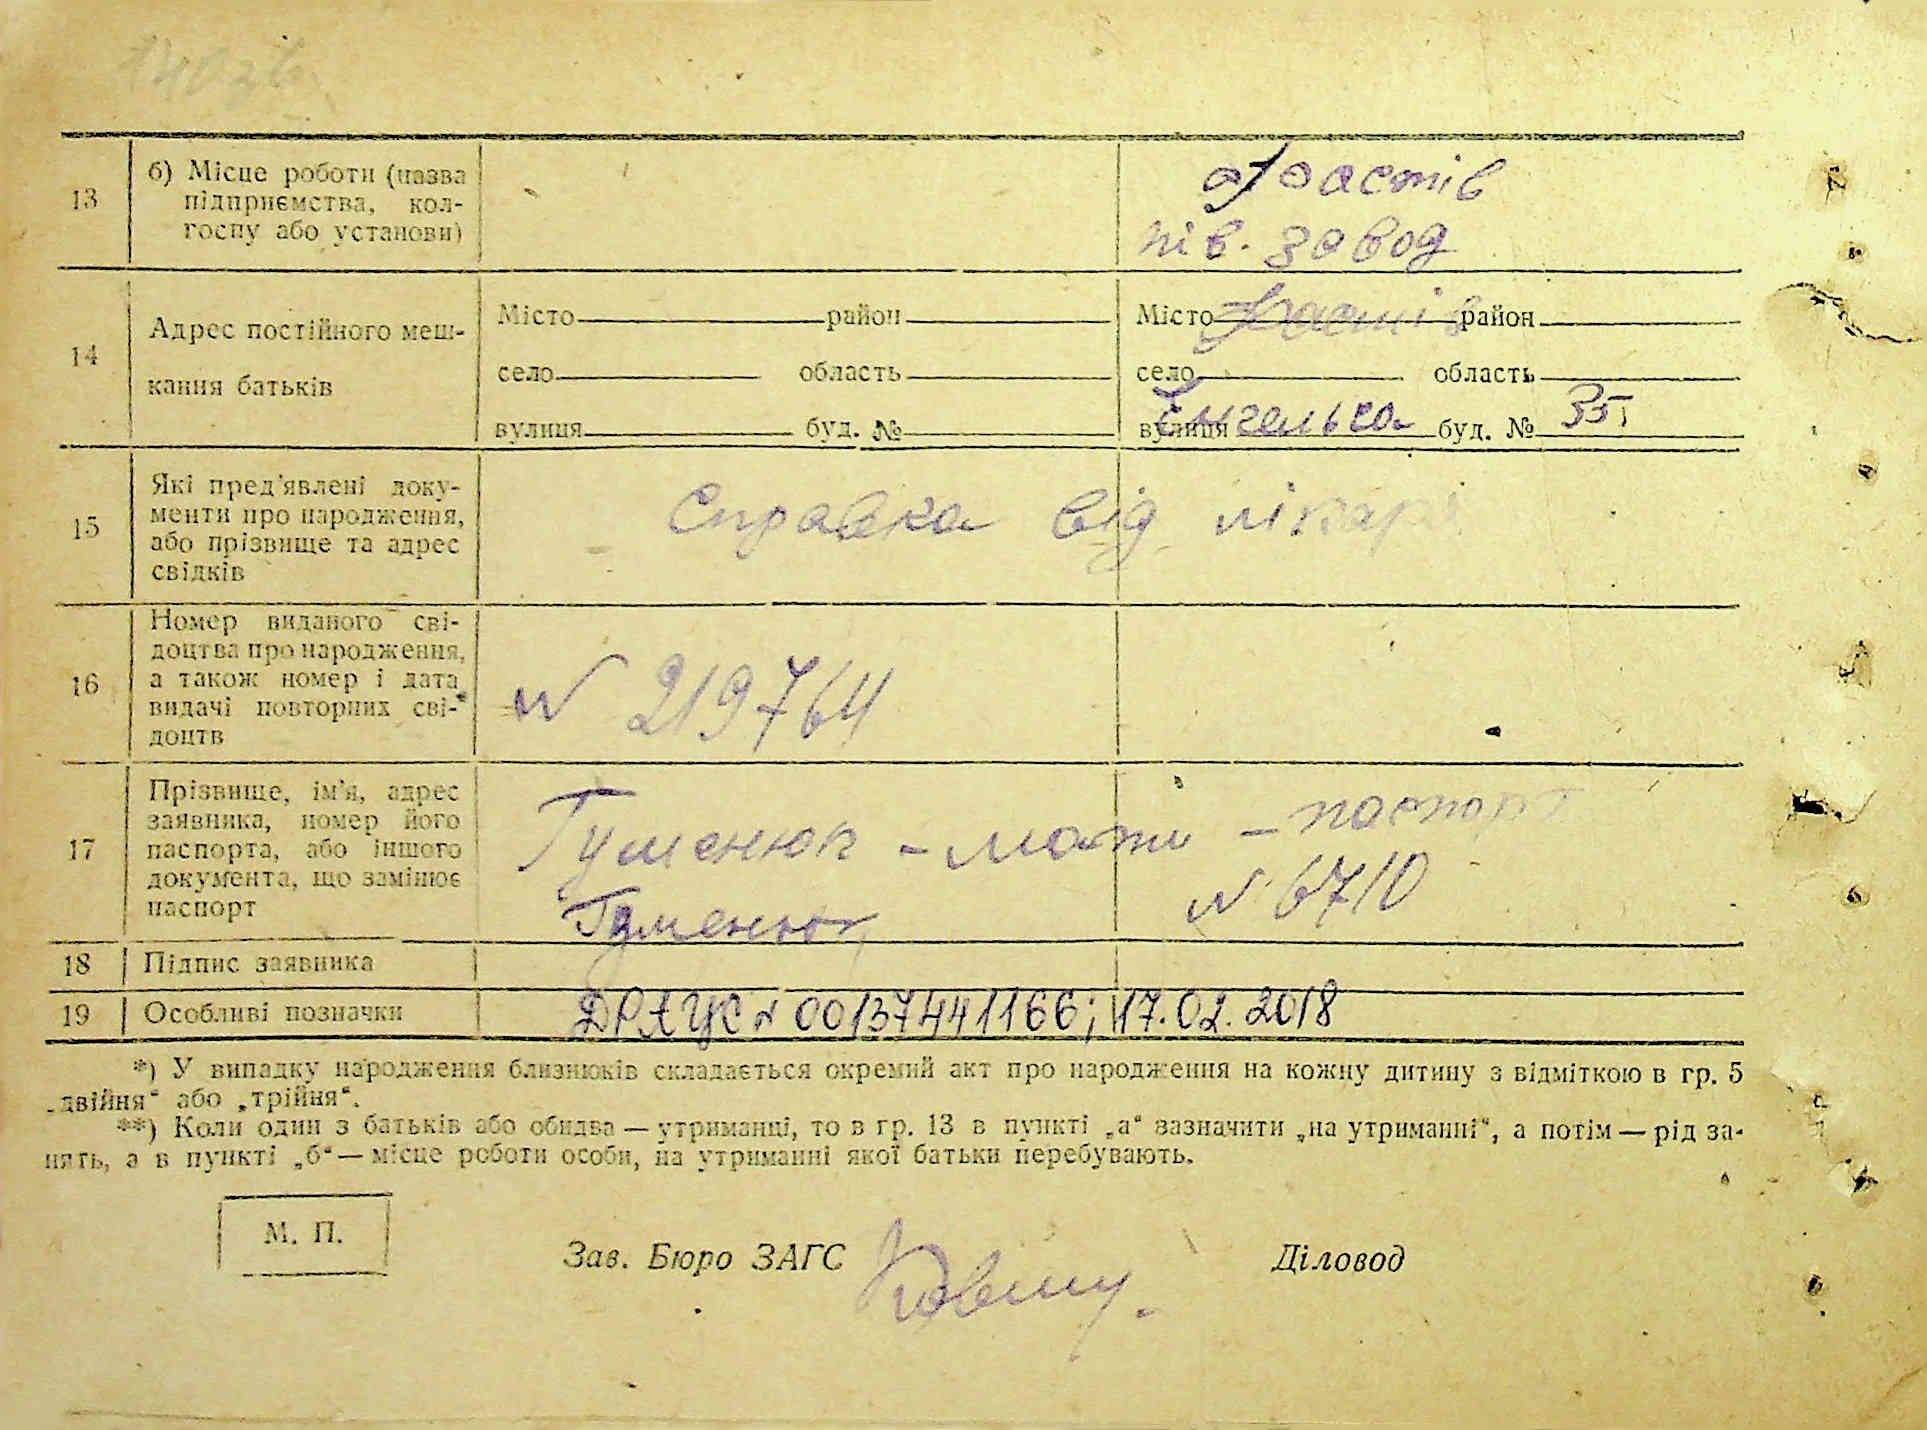 13
б) Місце роботи (назва
підприємства, кол-
госпу або установи)
Фастів
пів. завод
14
Адрес постійного меш-
кання батьків
Місто район
село область
вулиця буд. №
Місто Фастів район
село область
вулиця Енгельса буд. № 35
15
Які пред'явлені доку-
менти про народження,
або прізвище та адрес
свідків
Справка від лікаря
16
Номер виданого сві-
доцтва про народження,
а також номер і дата
видачі повторних сві-
доцтв
№ 219764
17
Прізвище, ім'я, адрес
заявника, номер його
паспорта, або іншого
документа, що замінює
паспорт
Гуменюк - мати - паспорт
№ 6710
Гуменюк
18 Підпис заявника
19 Особливі позначки
ДРАЦС № 00137441166; 17.02.2018
*) У випадку народження близнюків складається окремий акт про народження на кожну дитину з відміткою в гр. 5
„двійня“ або „трійня“.
**) Коли один з батьків або обидва — утриманці, то в гр. 13 в пункті „а“ зазначити „на утриманні“, а потім — рід за-
нять, а в пункті „б“ — місце роботи особи, на утриманні якої батьки перебувають.
М. П.
Зав. Бюро ЗАГС
Діловод